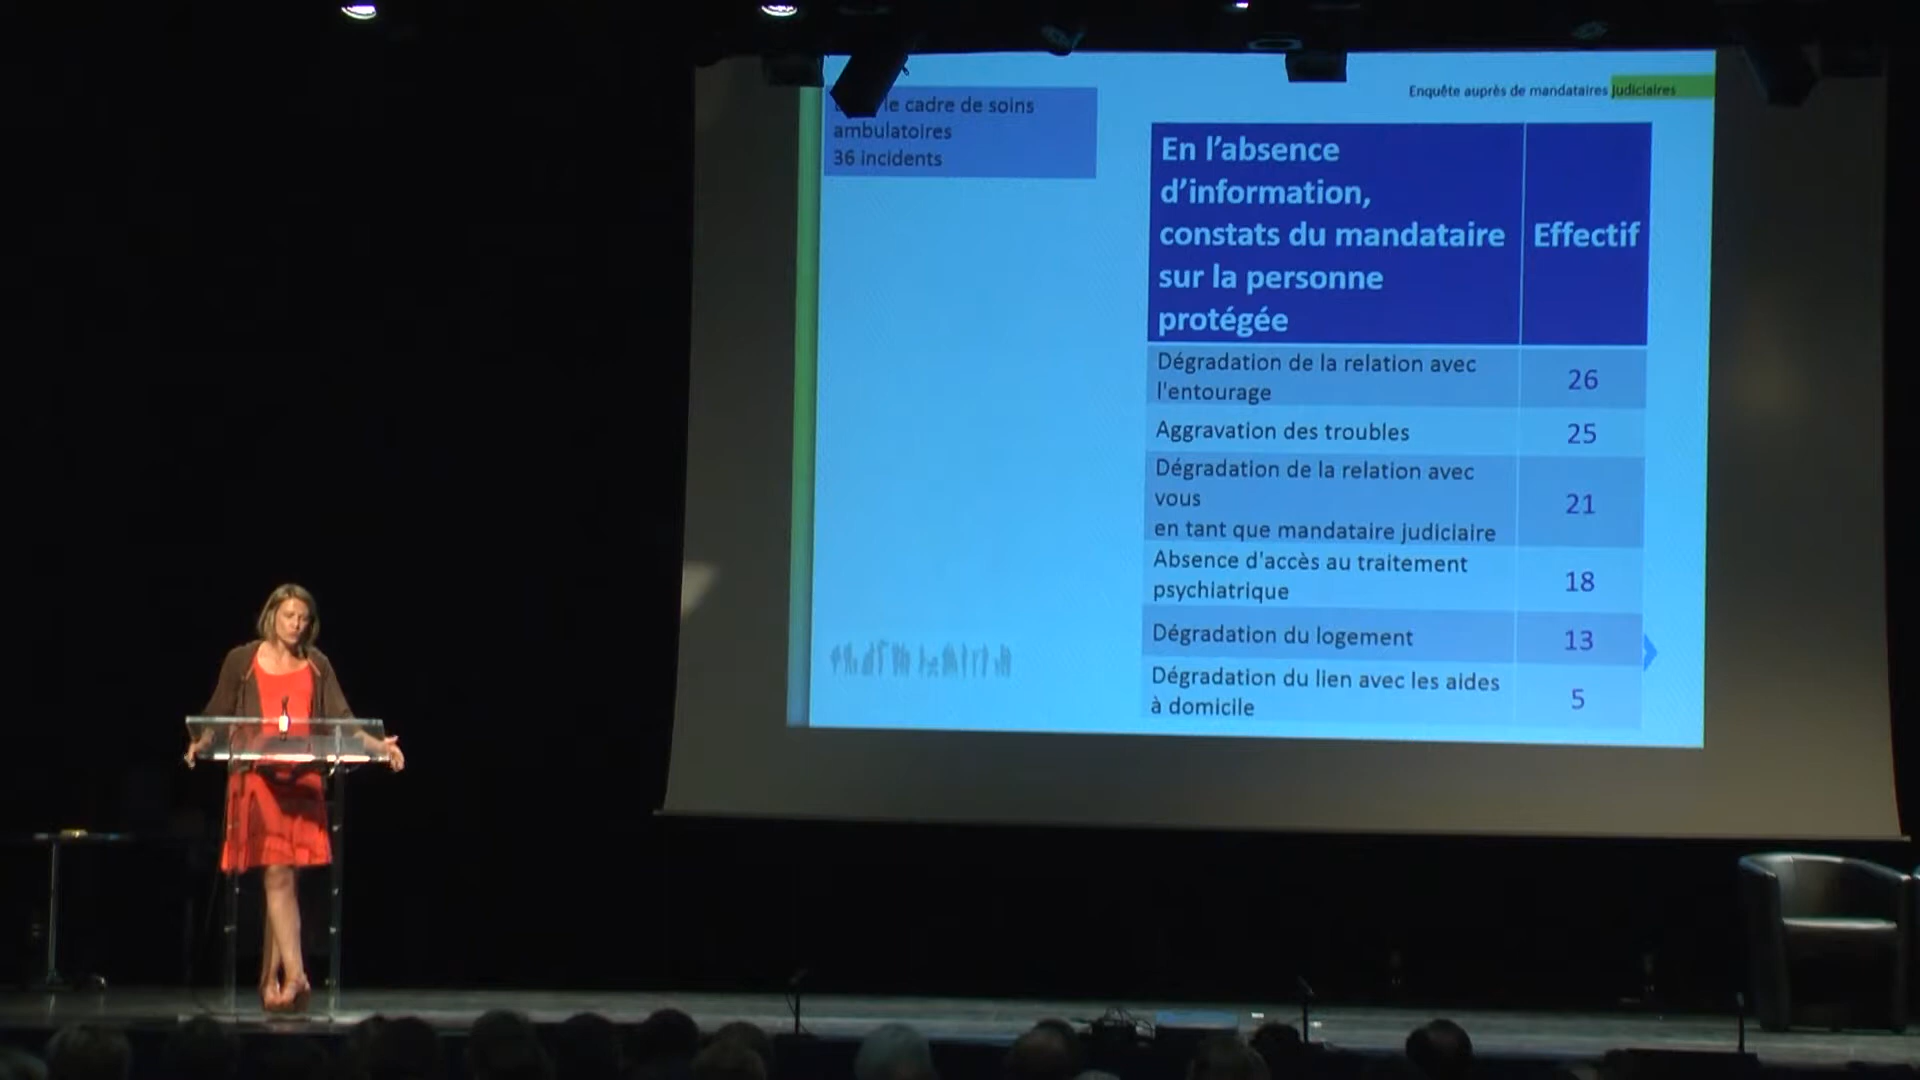 le cadre de soins
ambulatoires
36 incidents
Enquête auprès de mandataires judiciaires
En l’absence
d’information,
constats du mandataire
sur la personne
protégée
Effectif
Dégradation de la relation avec
l'entourage
26
Aggravation des troubles
25
Dégradation de la relation avec
vous
en tant que mandataire judiciaire
21
Absence d'accès au traitement
psychiatrique
18
Dégradation du logement
13
Dégradation du lien avec les aides
à domicile
5